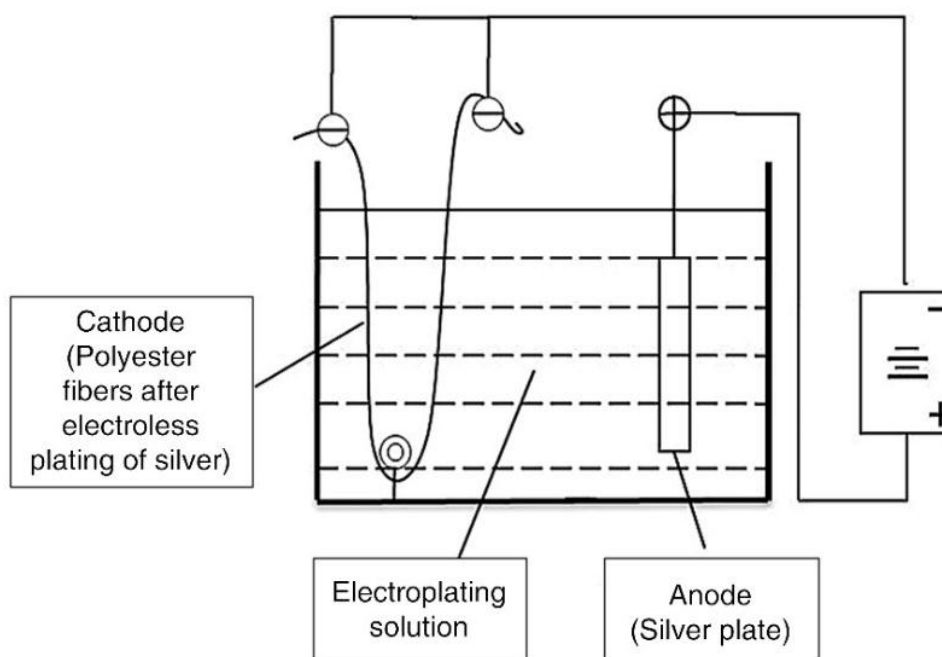 Cathode
(Polyester
fibers after
electroless
plating of silver)
Electroplating
solution
Anode
(Silver plate)